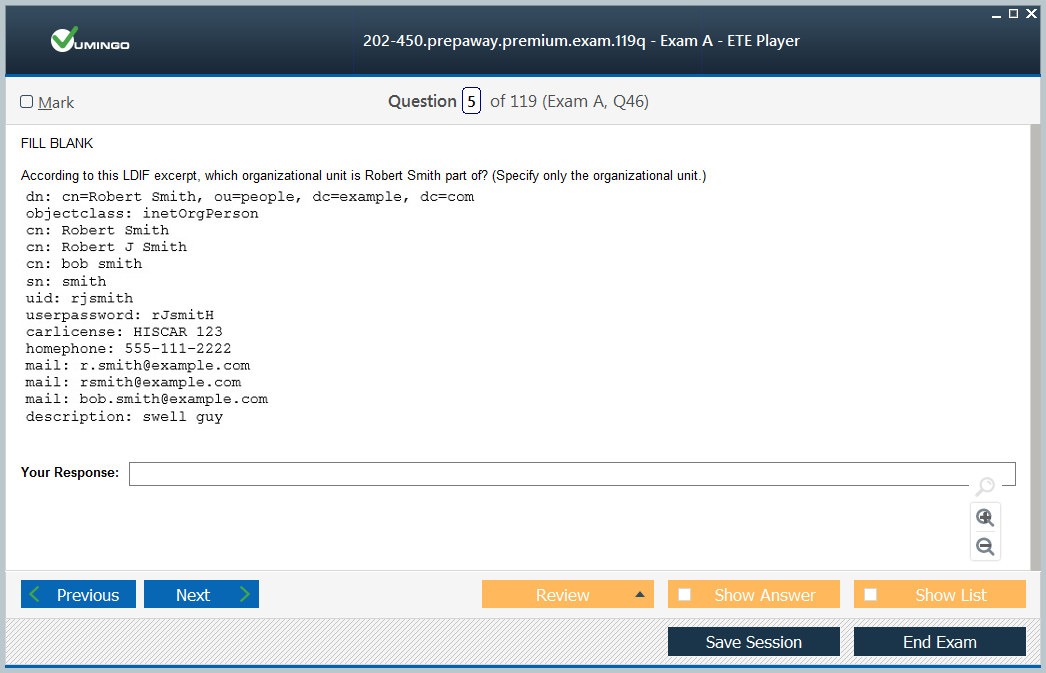 VUMINGO
202-450.prepaway.premium.exam.119q - Exam A - ETE Player
Mark
Question 5 of 119 (Exam A, Q46)
FILL BLANK
According to this LDIF excerpt, which organizational unit is Robert Smith part of? (Specify only the organizational unit.)
dn: cn=Robert Smith, ou=people, dc=example, dc=com
objectclass: inetOrgPerson
cn: Robert Smith
cn: Robert J Smith
cn: bob smith
sn: smith
uid: rjsmith
userpassword: rJsmitH
carlicense: HISCAR 123
homephone: 555-111-2222
mail: r.smith@example.com
mail: rsmith@example.com
mail: bob.smith@example.com
description: swell guy
Your Response:
Previous Next Review Show Answer Show List
Save Session End Exam